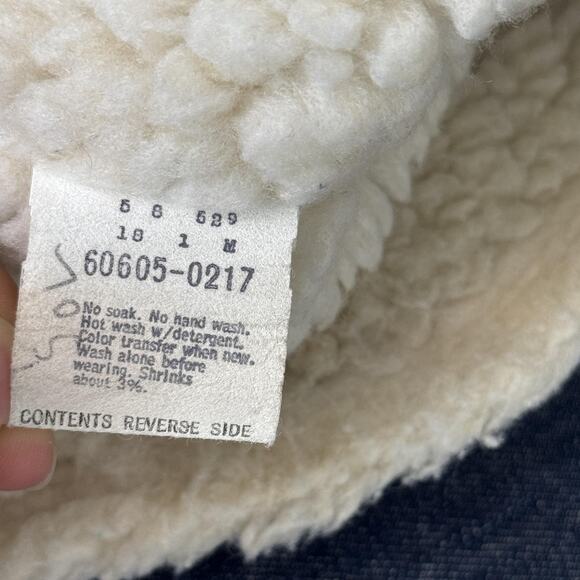 5 8 529
18 1 M
60605-0217
No soak. No hand wash.
Hot wash w/detergent.
Color transfer when new.
Wash alone before
wearing. Shrinks
about 3%.
CONTENTS REVERSE SIDE